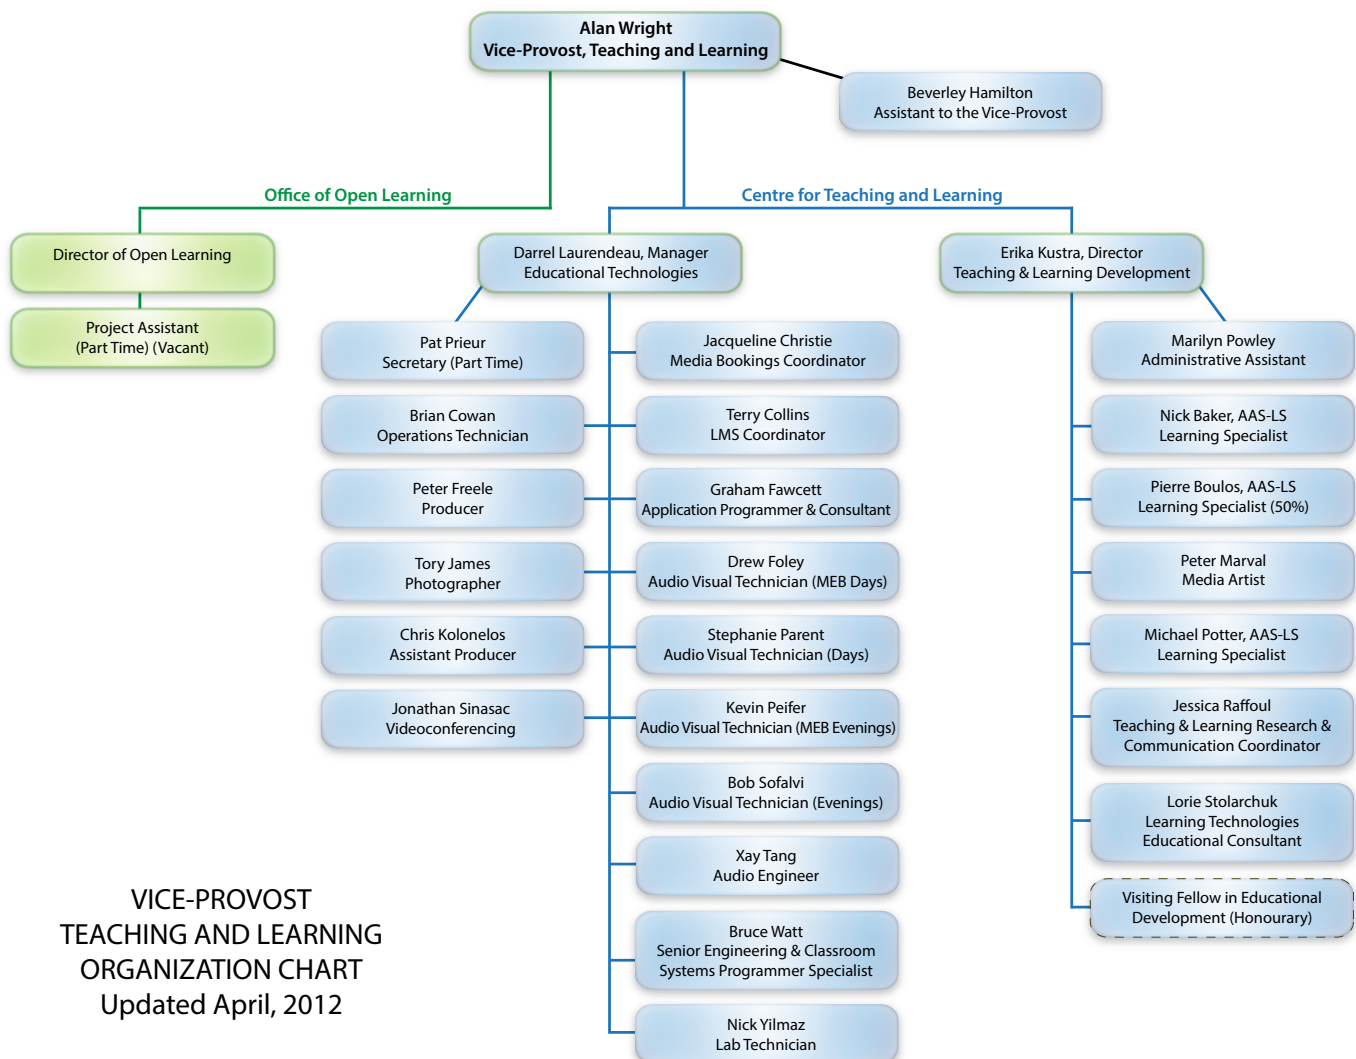 Alan Wright
Vice-Provost, Teaching and Learning
Beverley Hamilton
Assistant to the Vice-Provost
Office of Open Learning
Centre for Teaching and Learning
Director of Open Learning
Project Assistant
(Part Time) (Vacant)
Darrel Laurendeau, Manager
Educational Technologies
Erika Kustra, Director
Teaching & Learning Development
Pat Prieur
Secretary (Part Time)
Brian Cowan
Operations Technician
Peter Freele
Producer
Tory James
Photographer
Chris Kolonelos
Assistant Producer
Jonathan Sinasac
Videoconferencing
Jacqueline Christie
Media Bookings Coordinator
Terry Collins
LMS Coordinator
Graham Fawcett
Application Programmer & Consultant
Drew Foley
Audio Visual Technician (MEB Days)
Stephanie Parent
Audio Visual Technician (Days)
Kevin Peifer
Audio Visual Technician (MEB Evenings)
Bob Sofalvi
Audio Visual Technician (Evenings)
Xay Tang
Audio Engineer
Bruce Watt
Senior Engineering & Classroom
Systems Programmer Specialist
Nick Yilmaz
Lab Technician
Marilyn Powley
Administrative Assistant
Nick Baker, AAS-LS
Learning Specialist
Pierre Boulos, AAS-LS
Learning Specialist (50%)
Peter Marval
Media Artist
Michael Potter, AAS-LS
Learning Specialist
Jessica Raffoul
Teaching & Learning Research &
Communication Coordinator
Lorie Stolarchuk
Learning Technologies
Educational Consultant
Visiting Fellow in Educational
Development (Honourary)
VICE-PROVOST
TEACHING AND LEARNING
ORGANIZATION CHART
Updated April, 2012